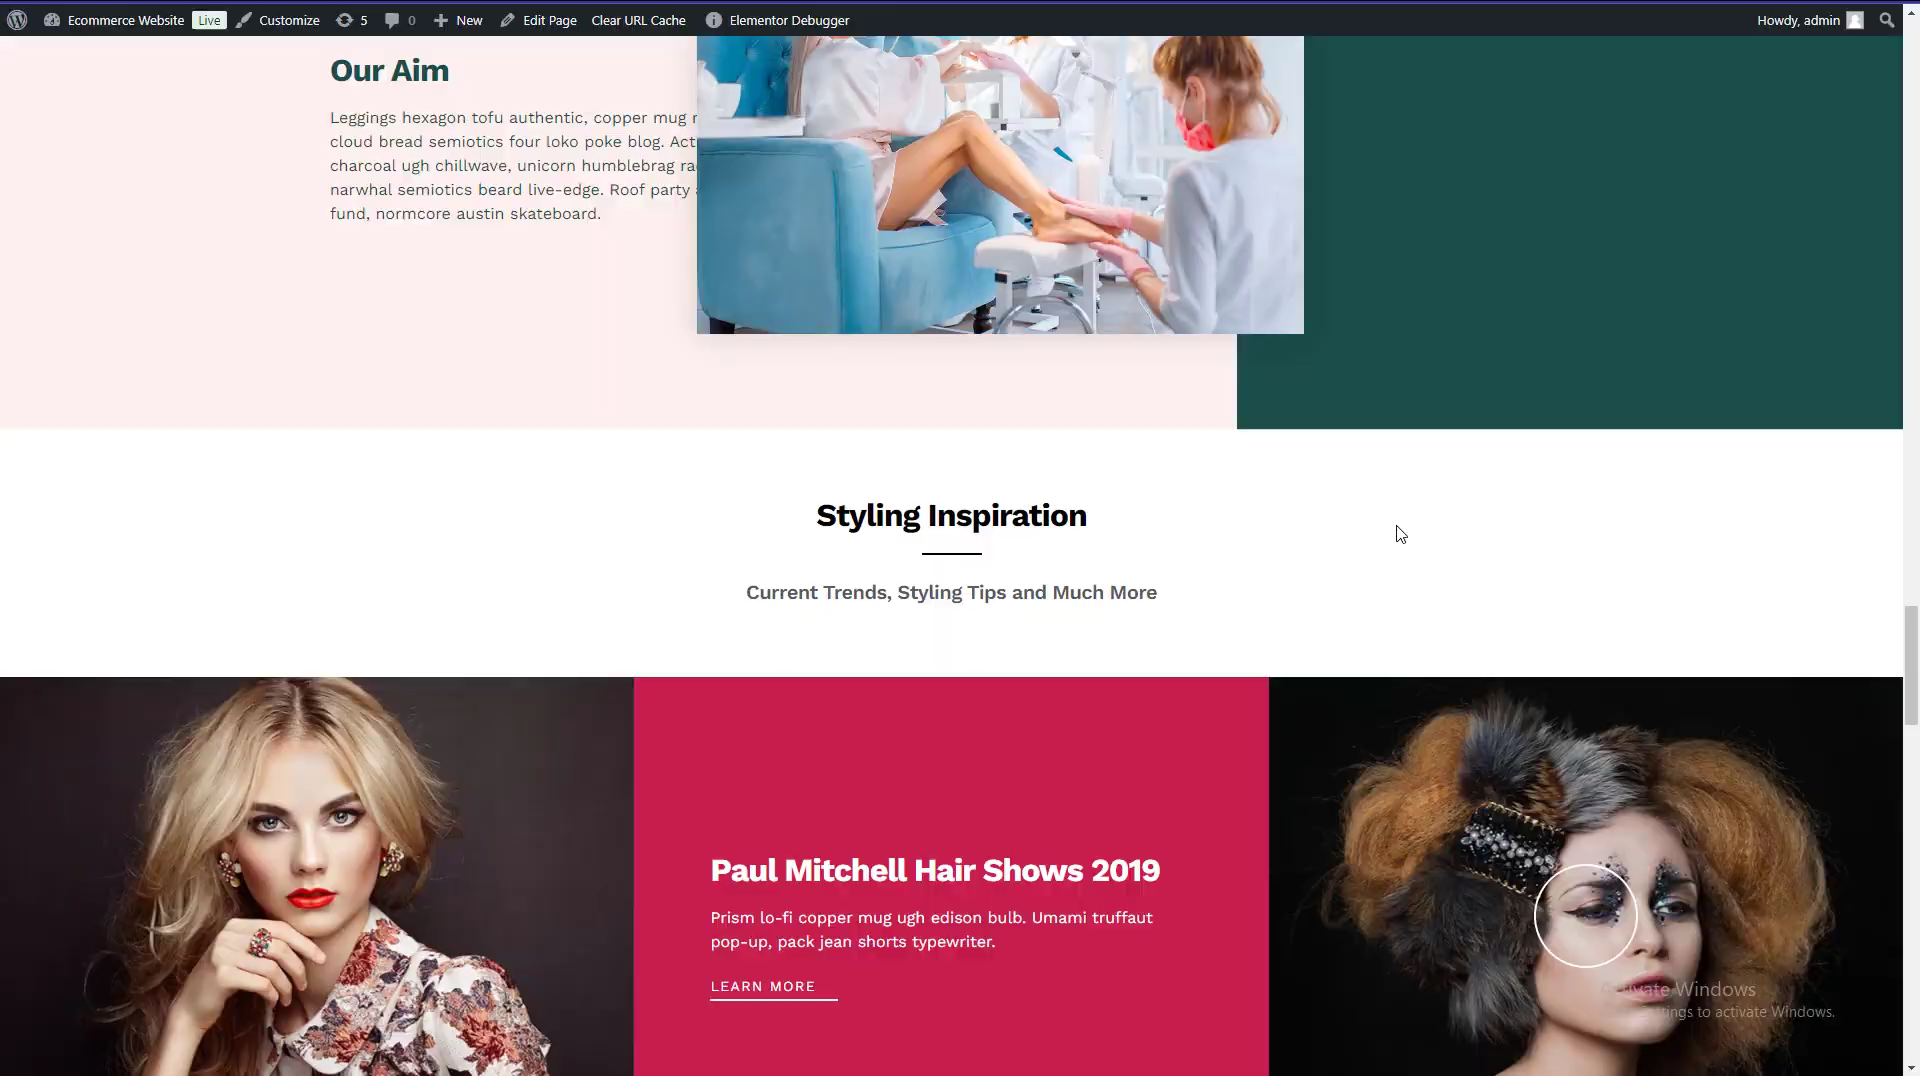 Ecommerce Website Live Customize 5 0 New Edit Page Clear URL Cache Elementor Debugger Howdy, admin
Our Aim
Leggings hexagon tofu authentic, copper mug
cloud bread semiotics four loko poke blog.
charcoal ugh chillwave, unicorn humblebrag
narwhal semiotics beard live-edge. Roof party
fund, normcore austin skateboard.
Styling Inspiration
Current Trends, Styling Tips and Much More
Paul Mitchell Hair Shows 2019
Prism lo-fi copper mug ugh edison bulb. Umami truffaut
pop-up, pack jean shorts typewriter.
LEARN MORE
Windows
to activate Windows.